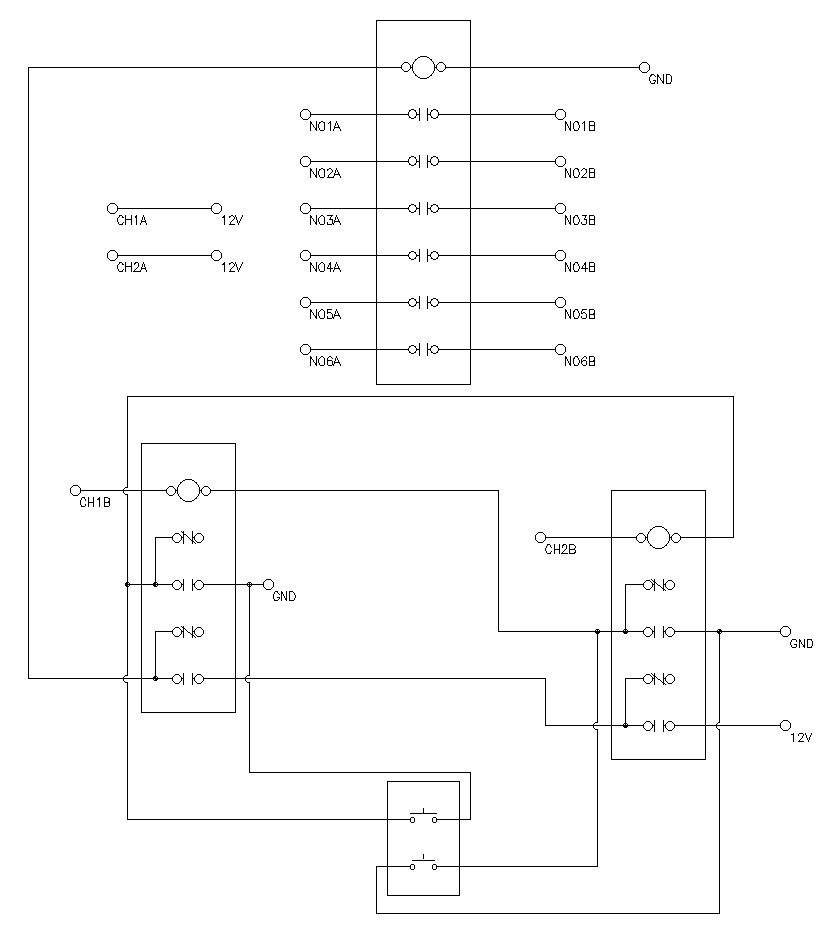 GND
NO1A NO1B
NO2A NO2B
CH1A 12V NO3A NO3B
CH2A 12V NO4A NO4B
NO5A NO5B
NO6A NO6B
CH1B
CH2B
GND
GND
12V